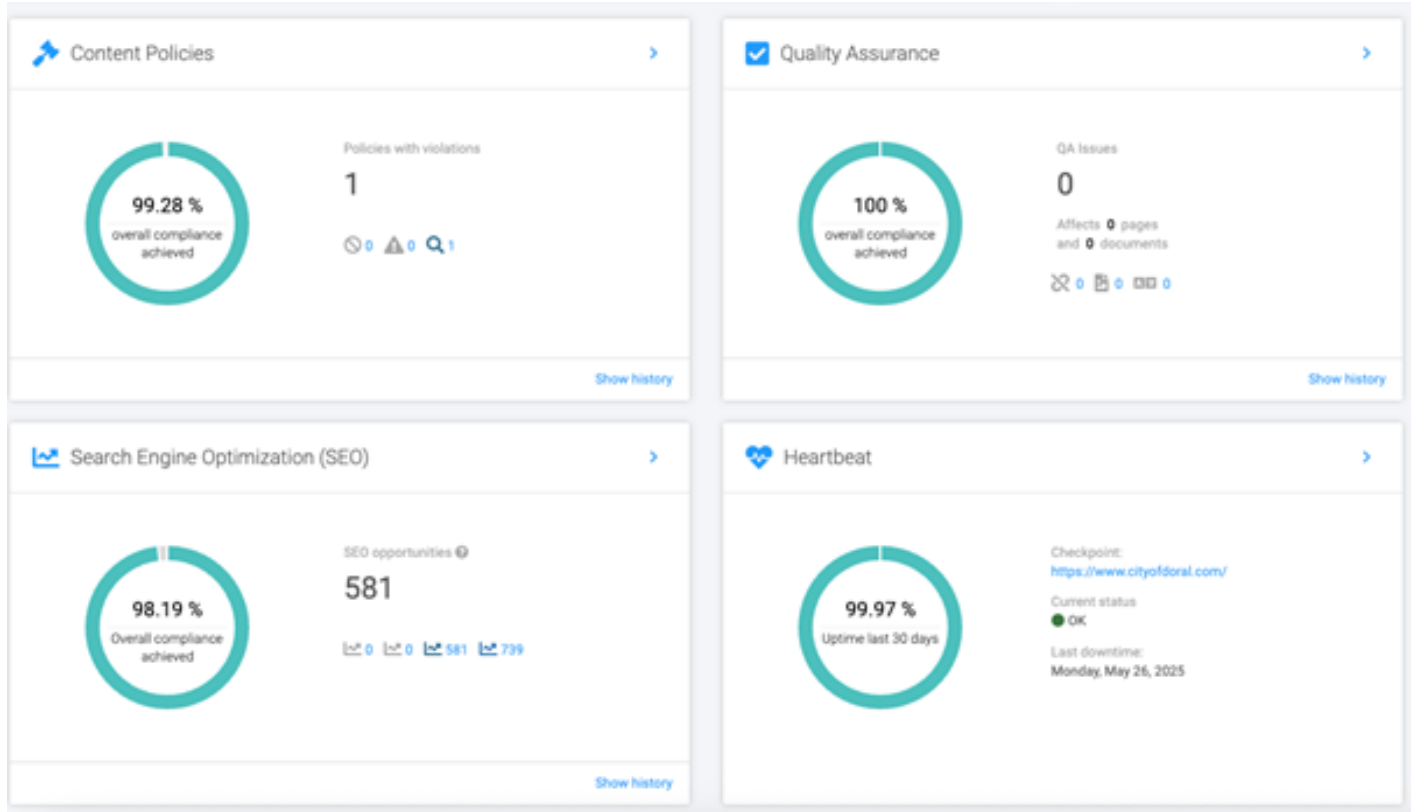 Content Policies
99.28 %
overall compliance
achieved
Policies with violations
1
0 0 1
Show history
Quality Assurance
100 %
overall compliance
achieved
QA Issues
0
Affects 0 pages
and 0 documents
0 0 0
Show history
Search Engine Optimization (SEO)
98.19 %
Overall compliance
achieved
SEO opportunities
581
0 0 581 739
Show history
Heartbeat
99.97 %
Uptime last 30 days
Checkpoint:
https://www.cityofdoral.com/
Current status
OK
Last downtime:
Monday, May 26, 2025